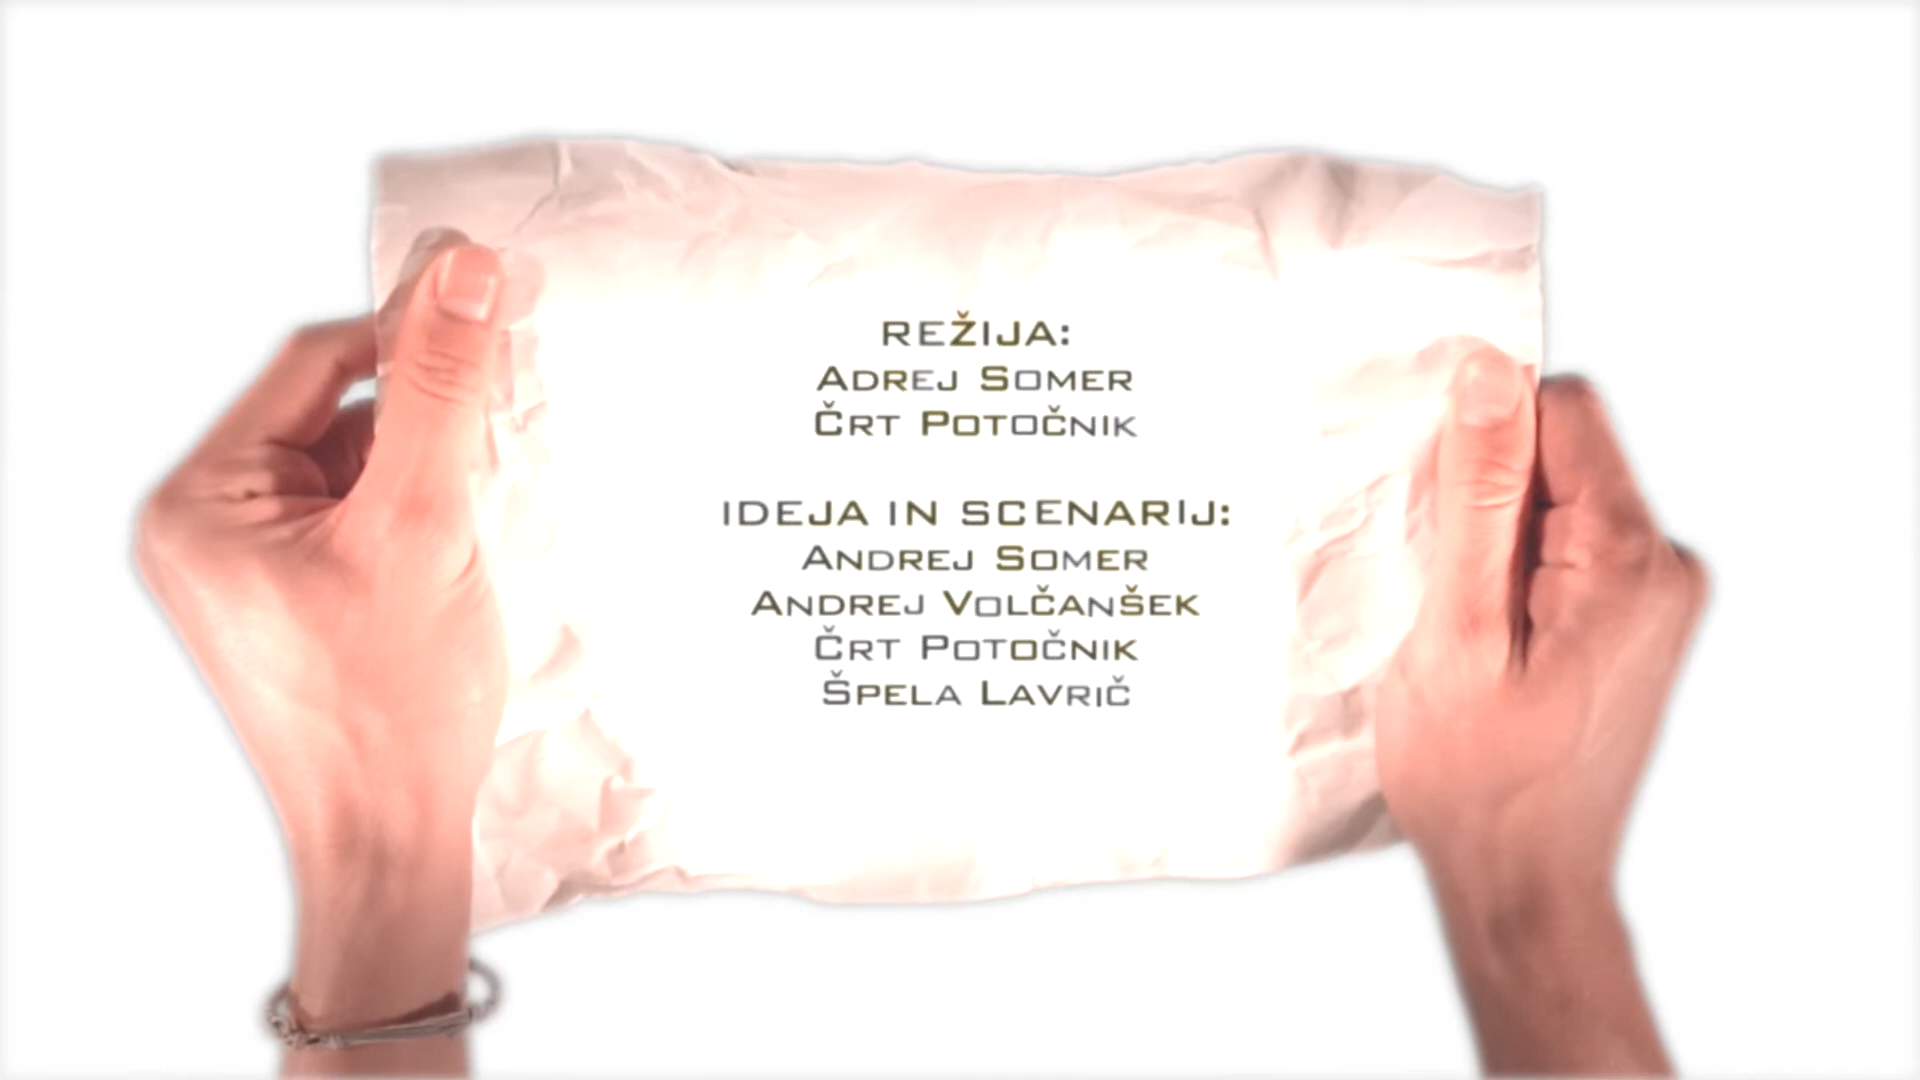 REŽIJA:
ADREJ SOMER
ČRT POTOČNIK
IDEJA IN SCENARIJ:
ANDREJ SOMER
ANDREJ VOLČANŠEK
ČRT POTOČNIK
ŠPELA LAVRIČ